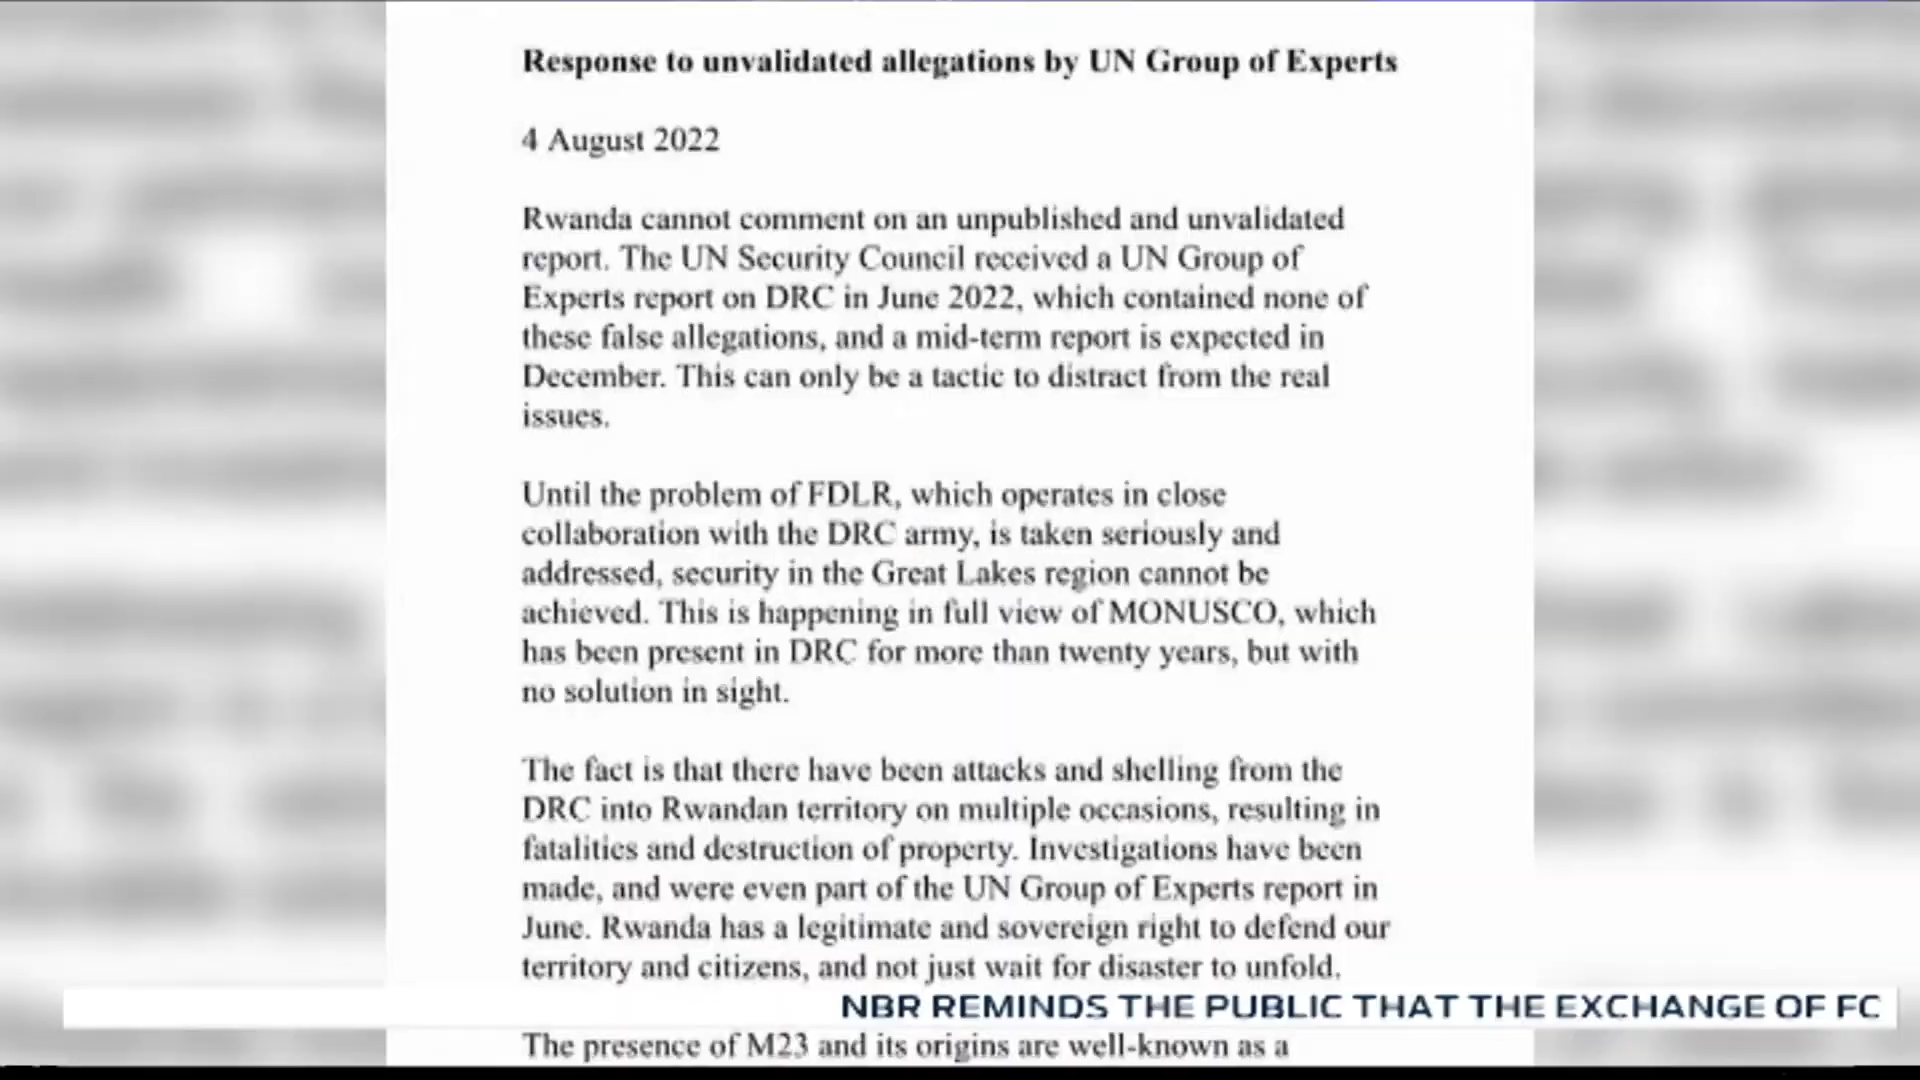 Response to unvalidated allegations by UN Group of Experts
4 August 2022
Rwanda cannot comment on an unpublished and unvalidated
report. The UN Security Council received a UN Group of
Experts report on DRC in June 2022, which contained none of
these false allegations, and a mid-term report is expected in
December. This can only be a tactic to distract from the real
issues.
Until the problem of FDLR, which operates in close
collaboration with the DRC army, is taken seriously and
addressed, security in the Great Lakes region cannot be
achieved. This is happening in full view of MONUSCO, which
has been present in DRC for more than twenty years, but with
no solution in sight.
The fact is that there have been attacks and shelling from the
DRC into Rwandan territory on multiple occasions, resulting in
fatalities and destruction of property. Investigations have been
made, and were even part of the UN Group of Experts report in
June. Rwanda has a legitimate and sovereign right to defend our
territory and citizens, and not just wait for disaster to unfold.
NBR REMINDS THE PUBLIC THAT THE EXCHANGE OF FC
The presence of M23 and its origins are well-known as a